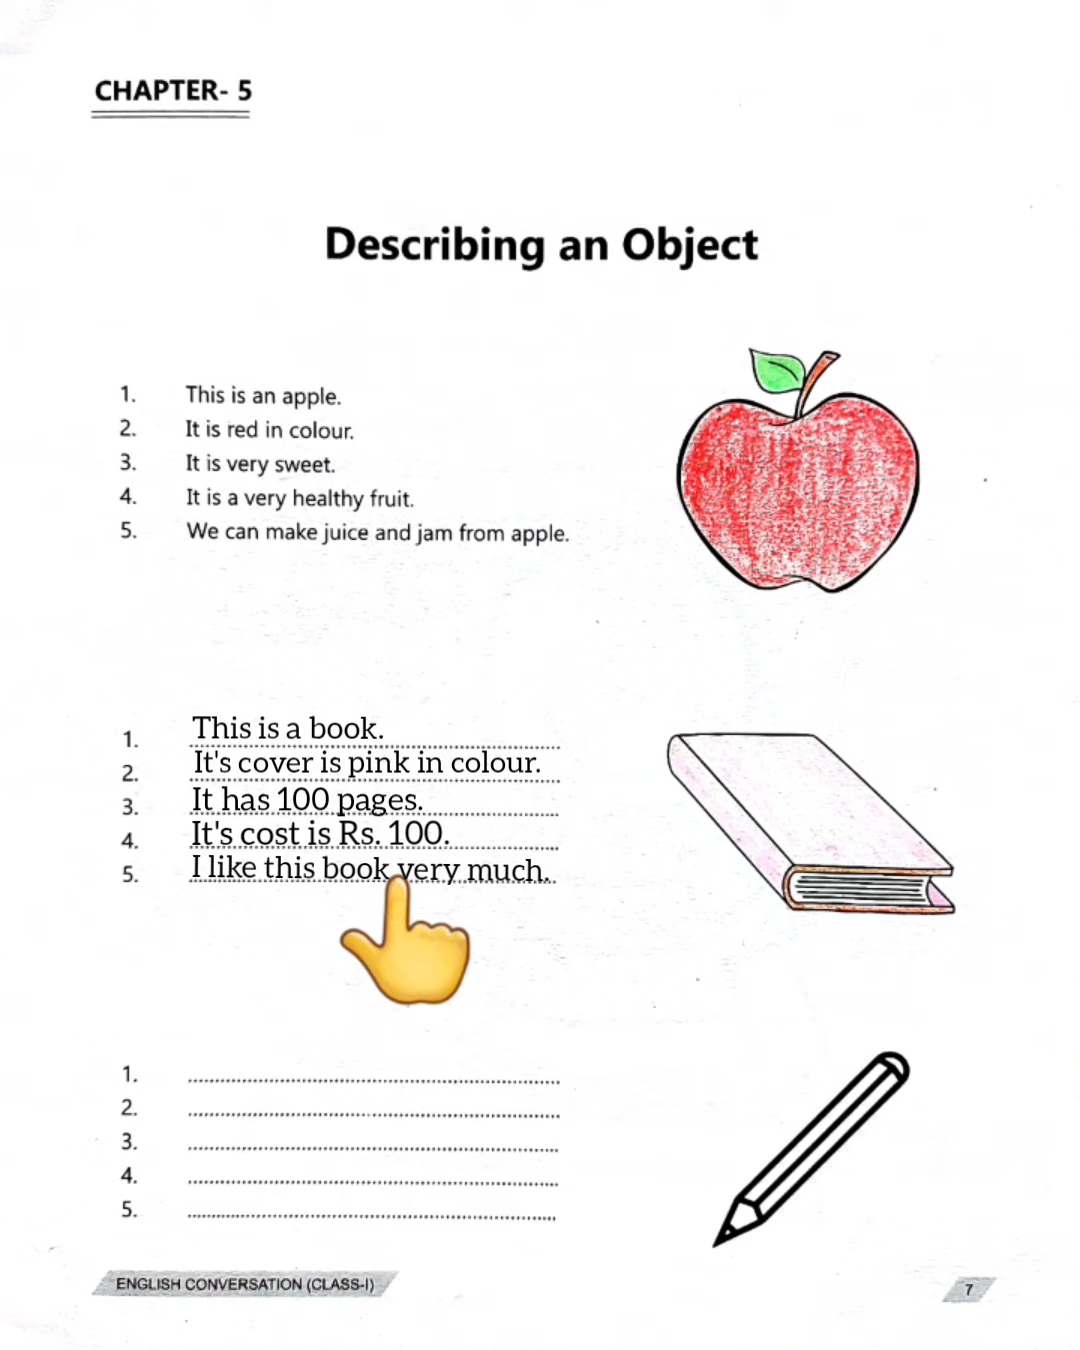 CHAPTER- 5
Describing an Object
1. This is an apple.
2. It is red in colour.
3. It is very sweet.
4. It is a very healthy fruit.
5. We can make juice and jam from apple.
1. This is a book.
2. It's cover is pink in colour.
3. It has 100 pages.
4. It's cost is Rs. 100.
5. I like this book very much.
1.
2.
3.
4.
5.
ENGLISH CONVERSATION (CLASS-I)
7